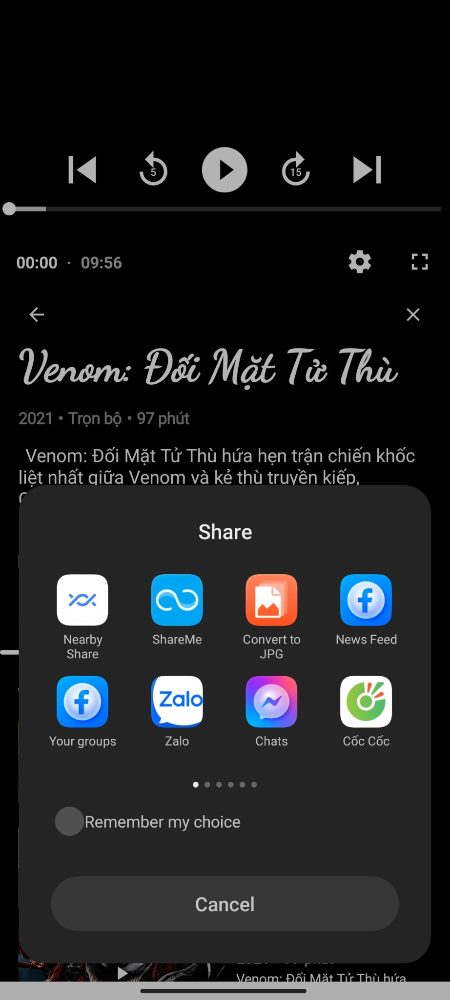 5
15
00:00 · 09:56
Venom: Đối Mặt Tử Thù
2021 • Trọn bộ • 97 phút
Venom: Đối Mặt Tử Thù hứa hẹn trận chiến khốc
liệt nhất giữa Venom và kẻ thù truyền kiếp,
Share
Nearby
Share
ShareMe
Convert to
JPG
News Feed
Your groups
Zalo
Zalo
Chats
Cốc Cốc
Remember my choice
Cancel
Venom: Đối Mặt Tử Thù hứa